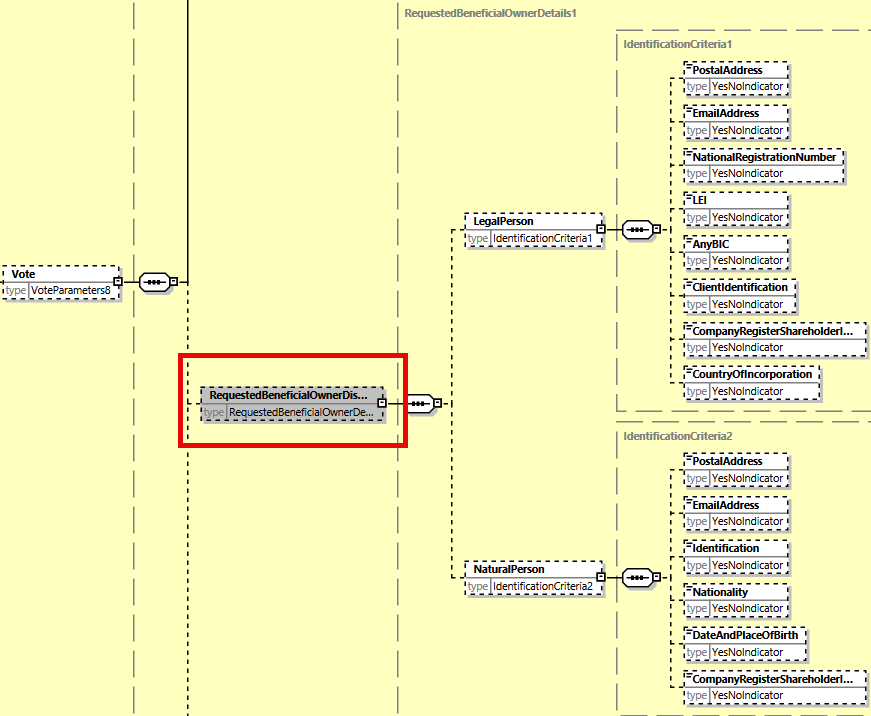 RequestedBeneficialOwnerDetails1
IdentificationCriteria1
PostalAddress
type YesNoIndicator
EmailAddress
type YesNoIndicator
NationalRegistrationNumber
type YesNoIndicator
LEI
type YesNoIndicator
LegalPerson
type IdentificationCriteria1
AnyBIC
type YesNoIndicator
Vote
type VoteParameters8
ClientIdentification
type YesNoIndicator
CompanyRegisterShareholderI...
type YesNoIndicator
CountryOfIncorporation
type YesNoIndicator
RequestedBeneficialOwnerDis...
type RequestedBeneficialOwnerDe...
IdentificationCriteria2
PostalAddress
type YesNoIndicator
EmailAddress
type YesNoIndicator
Identification
type YesNoIndicator
NaturalPerson
type IdentificationCriteria2
Nationality
type YesNoIndicator
DateAndPlaceOfBirth
type YesNoIndicator
CompanyRegisterShareholderI...
type YesNoIndicator